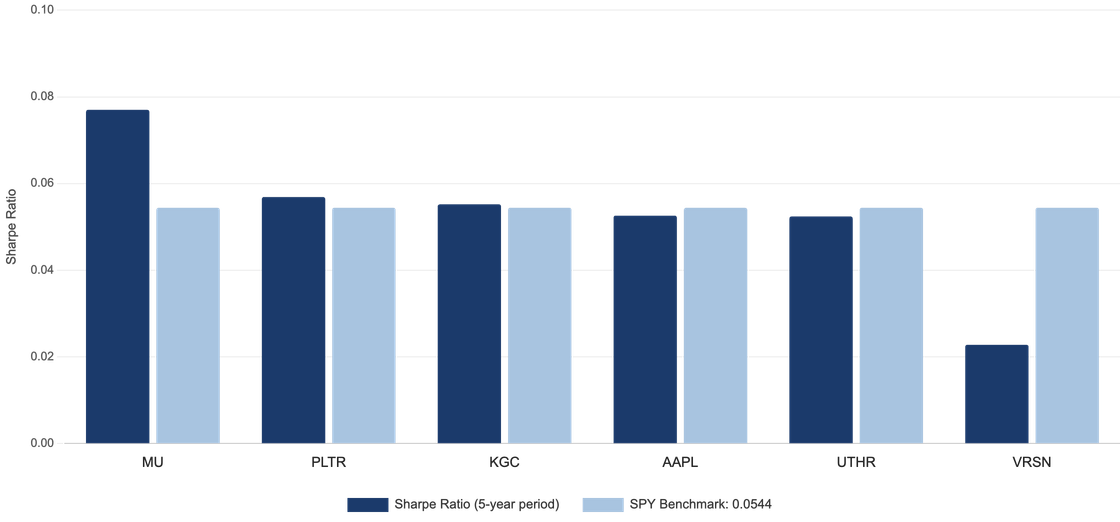 0.10
0.08
0.06
0.04
0.02
0.00
Sharpe Ratio
MU PLTR KGC AAPL UTHR VRSN
Sharpe Ratio (5-year period) SPY Benchmark: 0.0544